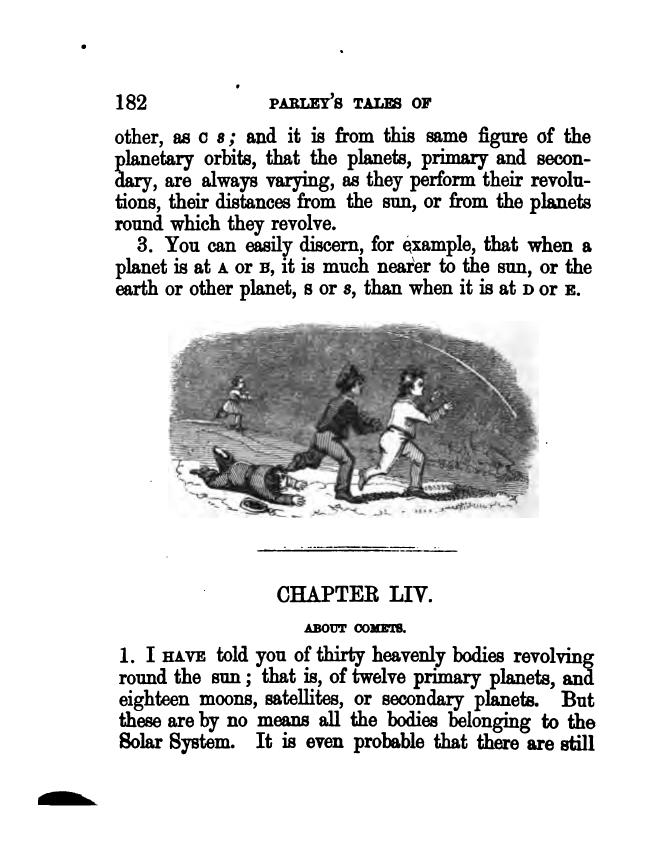 182 PARLEY'S TALES OF
other, as C s; and it is from this same figure of the
planetary orbits, that the planets, primary and secon-
dary, are always varying, as they perform their revolu-
tions, their distances from the sun, or from the planets
round which they revolve.
3. You can easily discern, for example, that when a
planet is at A or B, it is much nearer to the sun, or the
earth or other planet, S or s, than when it is at D or E.
CHAPTER LIV.
ABOUT COMETS.
1. I HAVE told you of thirty heavenly bodies revolving
round the sun; that is, of twelve primary planets, and
eighteen moons, satellites, or secondary planets. But
these are by no means all the bodies belonging to the
Solar System. It is even probable that there are still